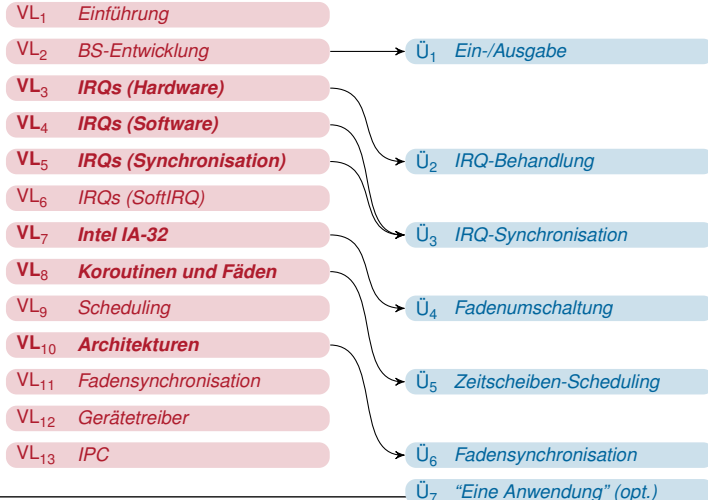 VL1 Einführung
VL2 BS-Entwicklung
Ü1 Ein-/Ausgabe
VL3 IRQs (Hardware)
VL4 IRQs (Software)
VL5 IRQs (Synchronisation)
Ü2 IRQ-Behandlung
VL6 IRQs (SoftIRQ)
VL7 Intel IA-32
Ü3 IRQ-Synchronisation
VL8 Koroutinen und Fäden
VL9 Scheduling
Ü4 Fadenumschaltung
VL10 Architekturen
VL11 Fadensynchronisation
Ü5 Zeitscheiben-Scheduling
VL12 Gerätetreiber
VL13 IPC
Ü6 Fadensynchronisation
Ü7 "Eine Anwendung" (opt.)